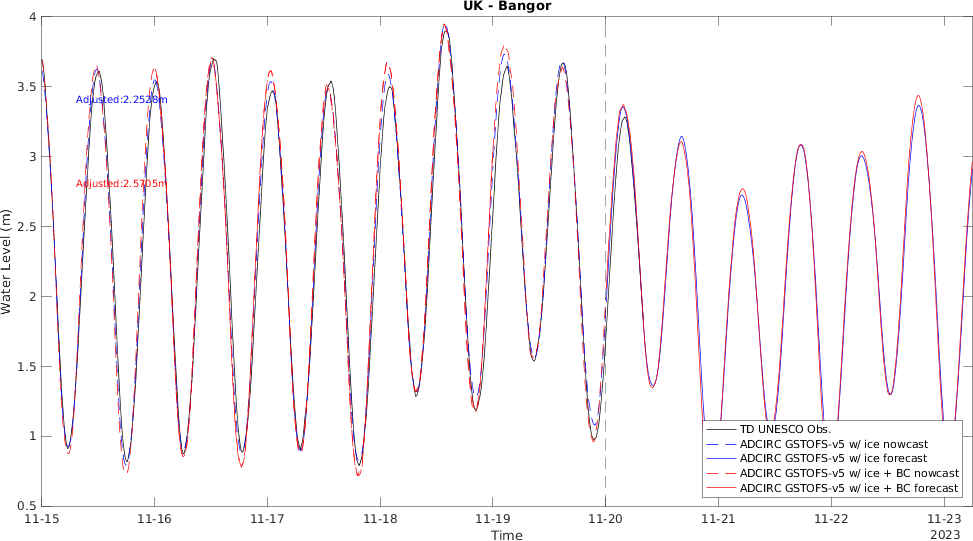 UK - Bangor
4
3.5
3
2.5
2
1.5
1
0.5
Water Level (m)
Adjusted:2.2528m
Adjusted:2.5705m
TD UNESCO Obs.
ADCIRC GSTOFS-v5 w/ ice nowcast
ADCIRC GSTOFS-v5 w/ ice forecast
ADCIRC GSTOFS-v5 w/ ice + BC nowcast
ADCIRC GSTOFS-v5 w/ ice + BC forecast
11-15 11-16 11-17 11-18 11-19 11-20 11-21 11-22 11-23
Time
2023